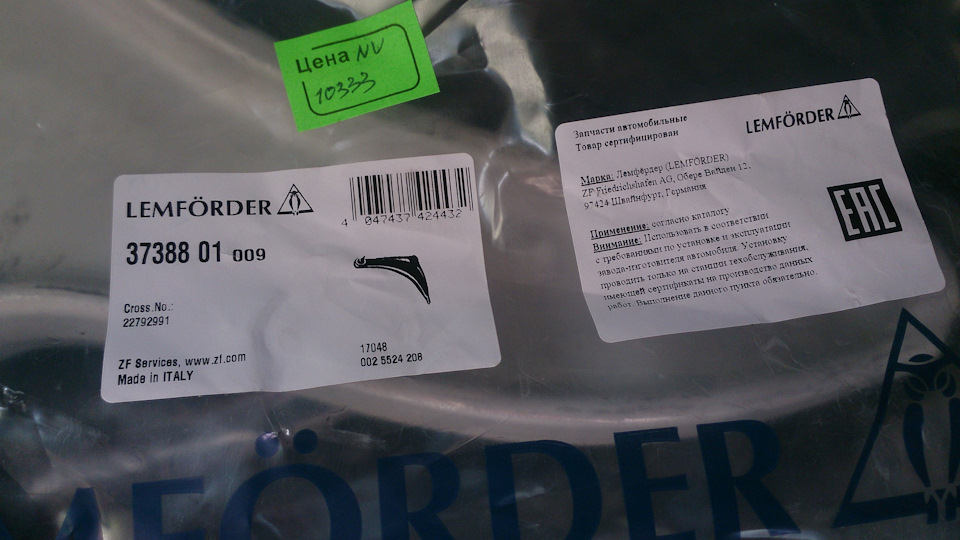 Цена NV
10333
LEMFÖRDER
4 047437 424432
37388 01 009
Cross.No.:
22792991
17048
002 5524 208
ZF Services, www.zf.com
Made in ITALY
Запчасти автомобильные
Товар сертифицирован
LEMFÖRDER
Марка: Лемфёрдер (LEMFÖRDER)
ZF Friedrichshafen AG, Обере Вайден 12,
97424 Швайнфурт, Германия
EAC
Применение: согласно каталогу
Внимание: Использовать в соответствии
с требованиями по установке и эксплуатации
завода-изготовителя автомобиля. Установку
проводить только на станции техобслуживания,
имеющей сертификаты на производство данных
работ. Выполнение данного пункта обязательно.
EMFÖRDER